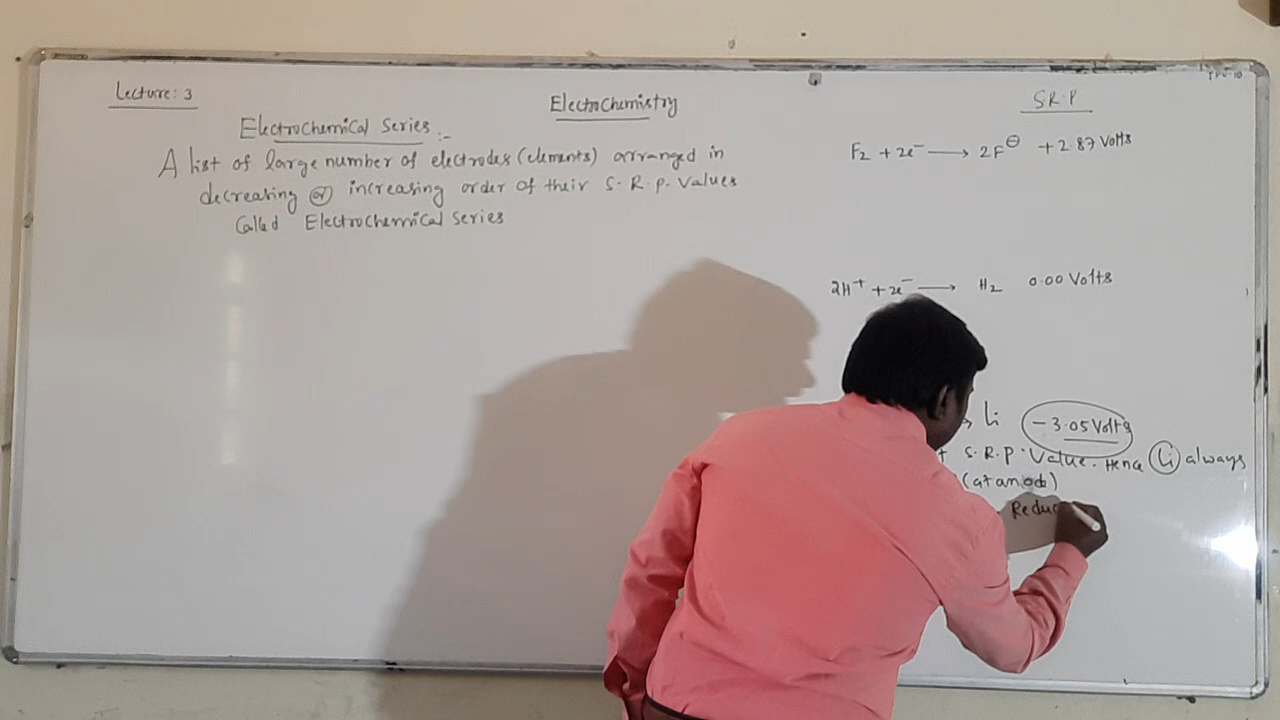 Lecture: 3
ElectroChemistry
S.R.P
ElectroChemical Series :-
A list of large number of electrodes (elements) arranged in
decreasing or increasing order of their S.R.P. Values
Called ElectroChemical Series
F₂ + 2e⁻ → 2F⊖ +2.87 Volts
2H⁺ + 2e⁻ → H₂ 0.00 Volts
Li −3.05 Volts
S.R.P. Value. Hence Li always
(at anode)
Reduc